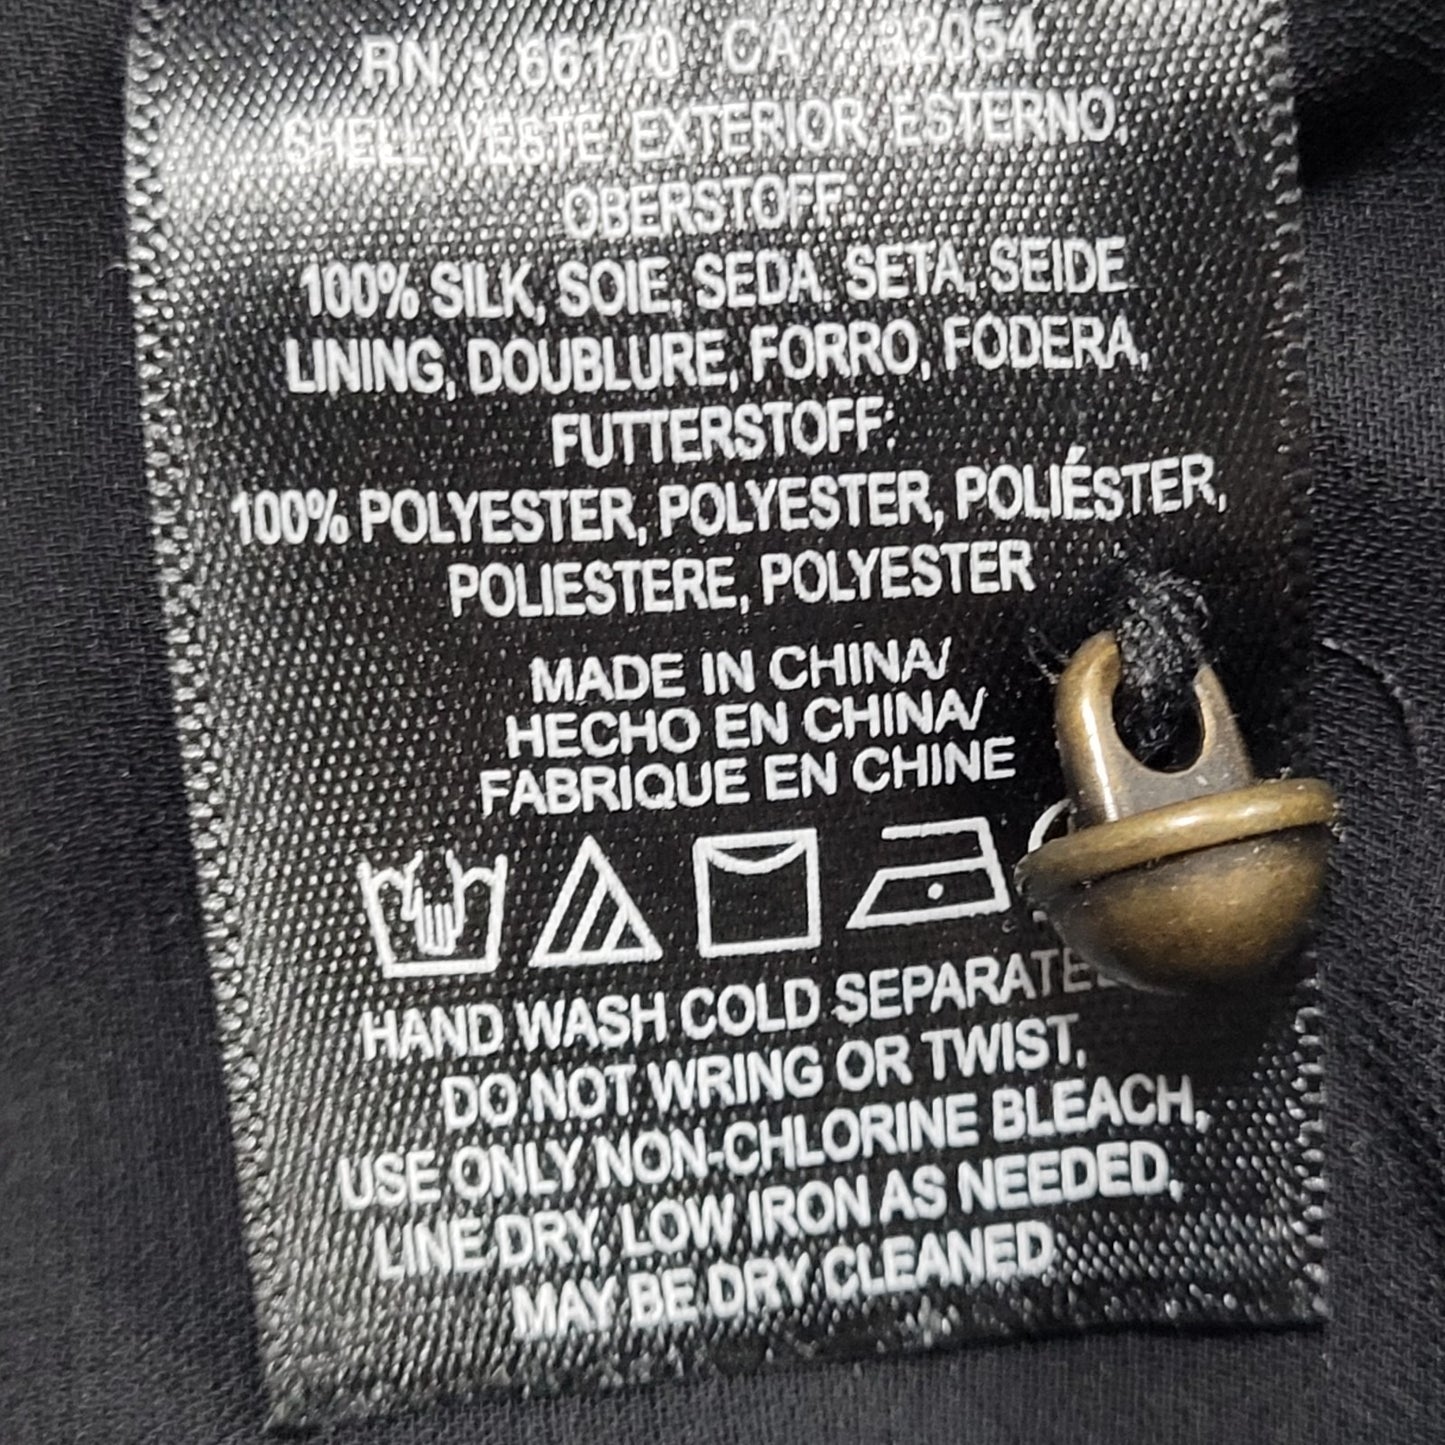 RN : 66170 CA : 32054
SHELL, VESTE, EXTERIOR, ESTERNO,
OBERSTOFF:
100% SILK, SOIE, SEDA, SETA, SEIDE
LINING, DOUBLURE, FORRO, FODERA,
FUTTERSTOFF:
100% POLYESTER, POLYESTER, POLIÉSTER,
POLIESTERE, POLYESTER
MADE IN CHINA/
HECHO EN CHINA/
FABRIQUE EN CHINE
HAND WASH COLD
DO NOT WRING OR TWIST,
USE ONLY NON-CHLORINE BLEACH,
LINE DRY, LOW IRON AS NEEDED,
MAY BE DRY CLEANED